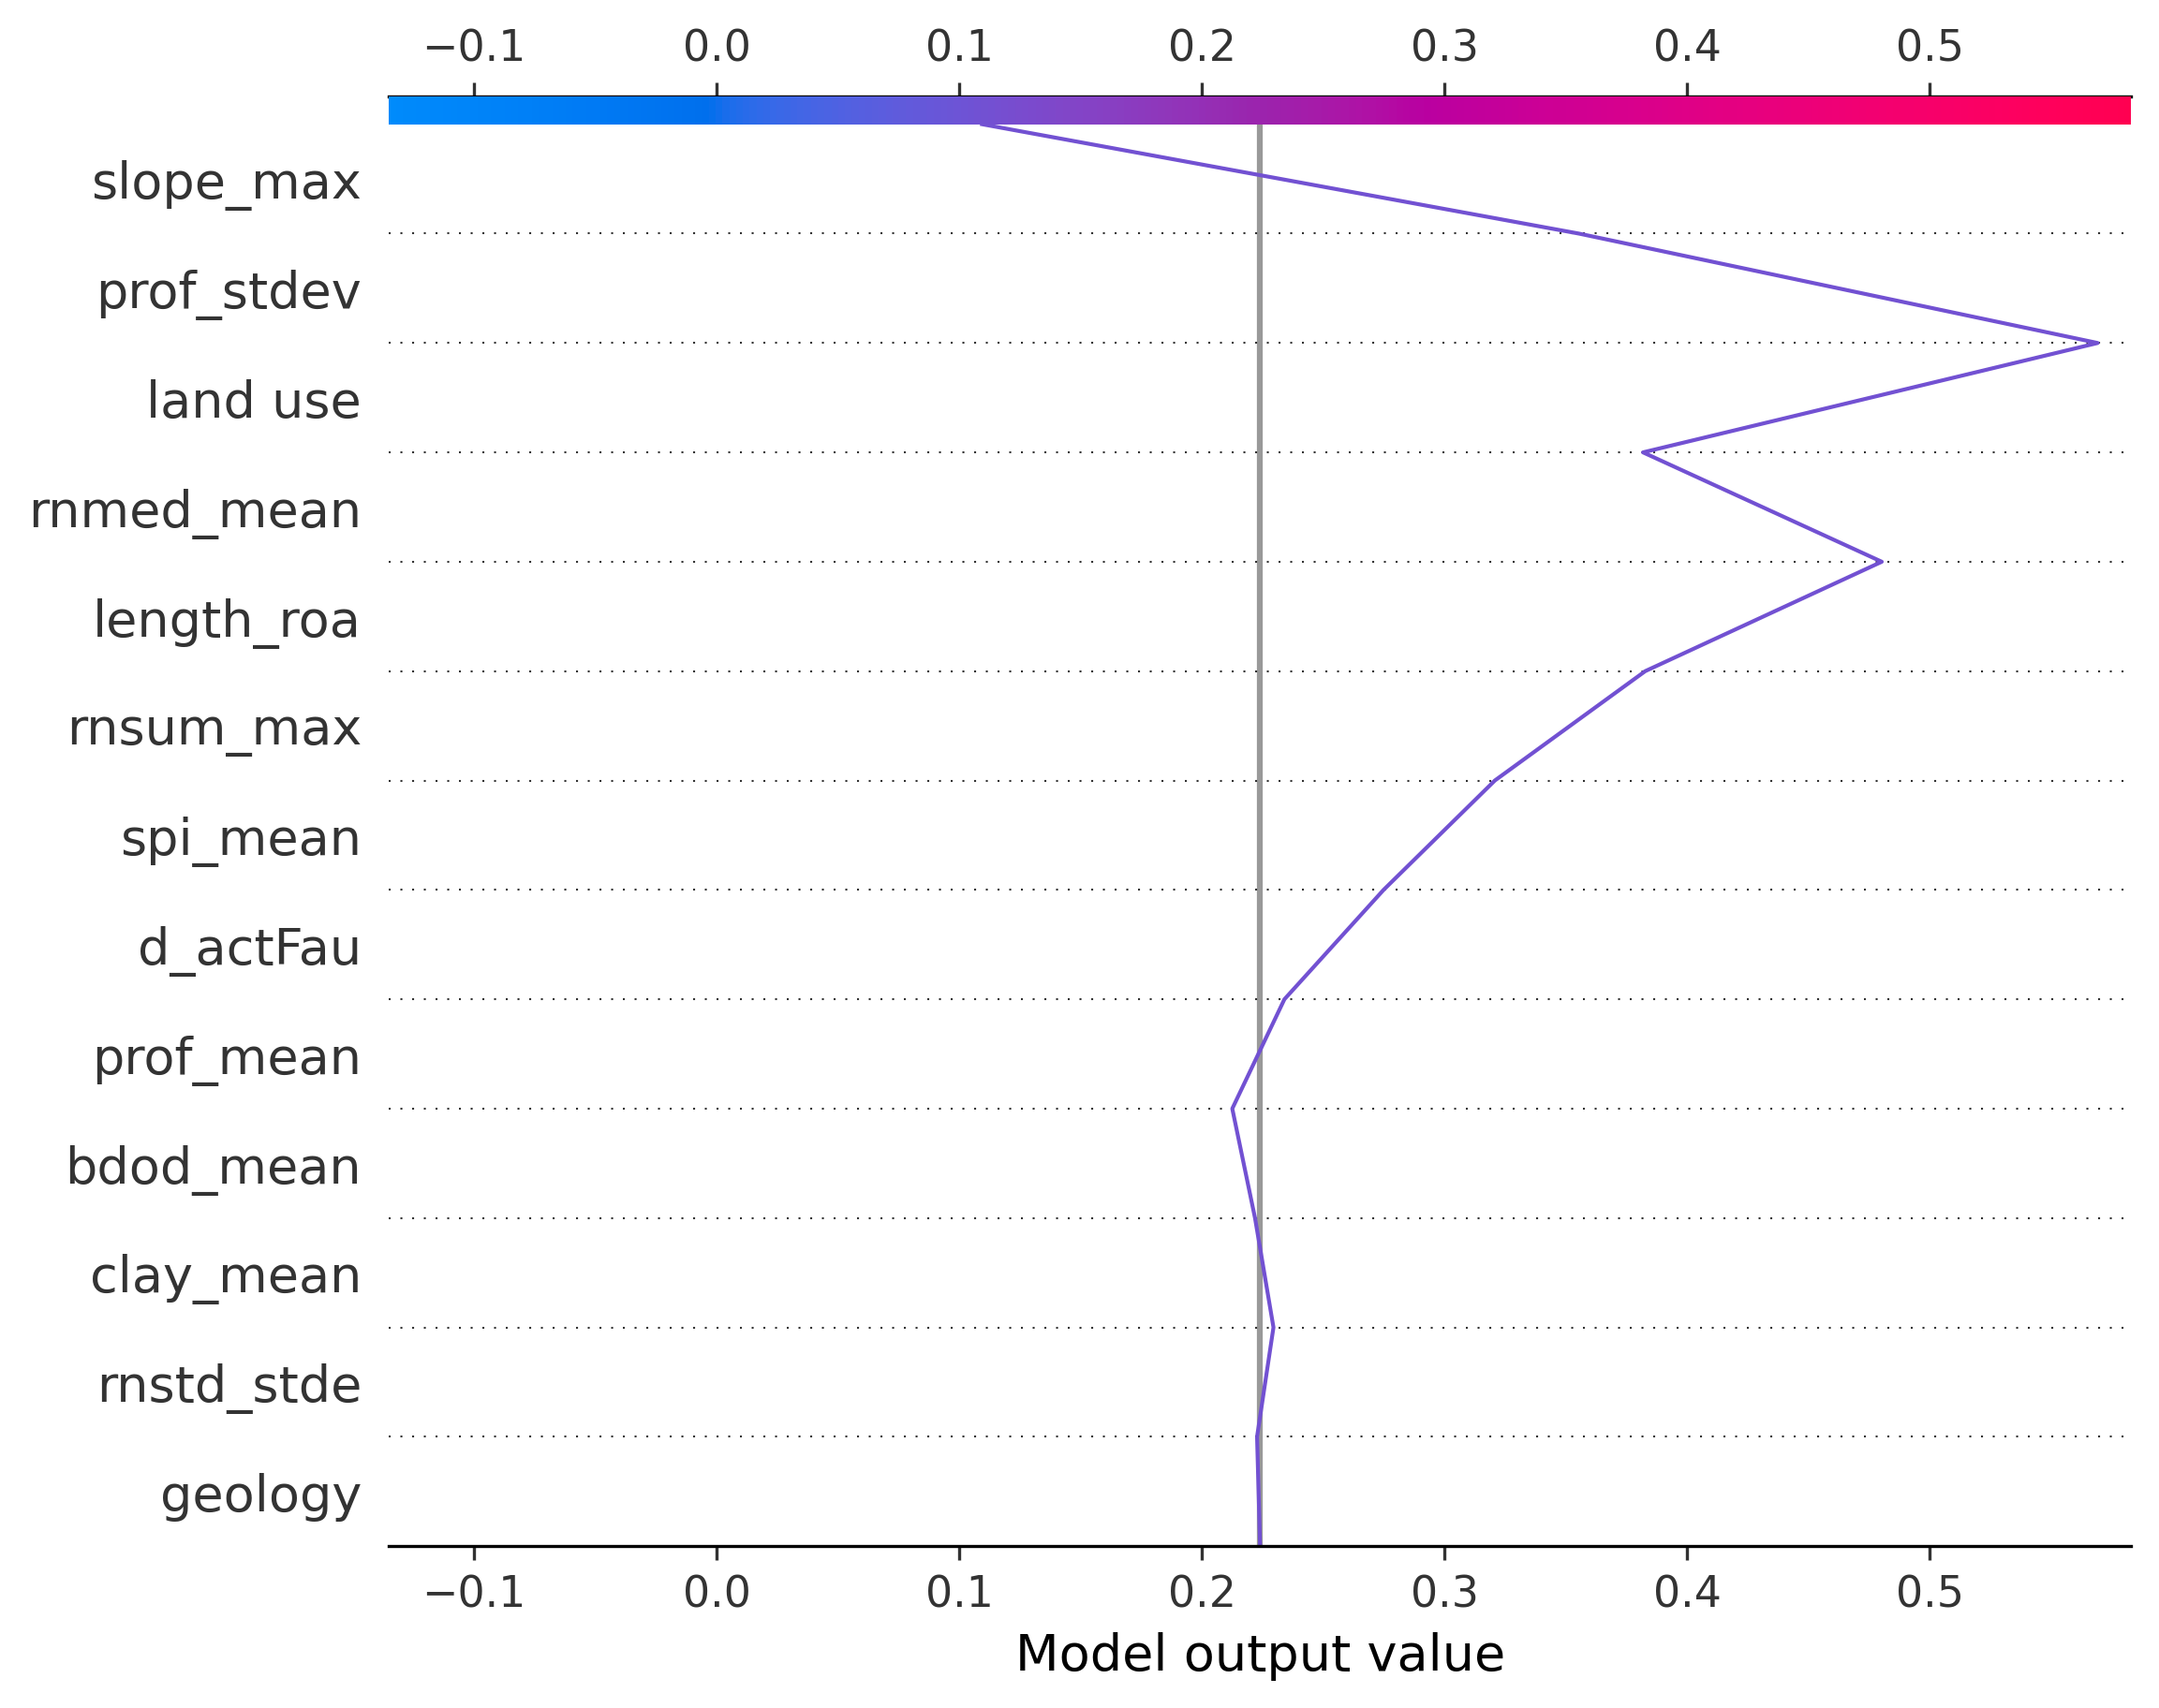 −0.1 0.0 0.1 0.2 0.3 0.4 0.5
slope_max
prof_stdev
land use
rnmed_mean
length_roa
rnsum_max
spi_mean
d_actFau
prof_mean
bdod_mean
clay_mean
rnstd_stde
geology
−0.1 0.0 0.1 0.2 0.3 0.4 0.5
Model output value